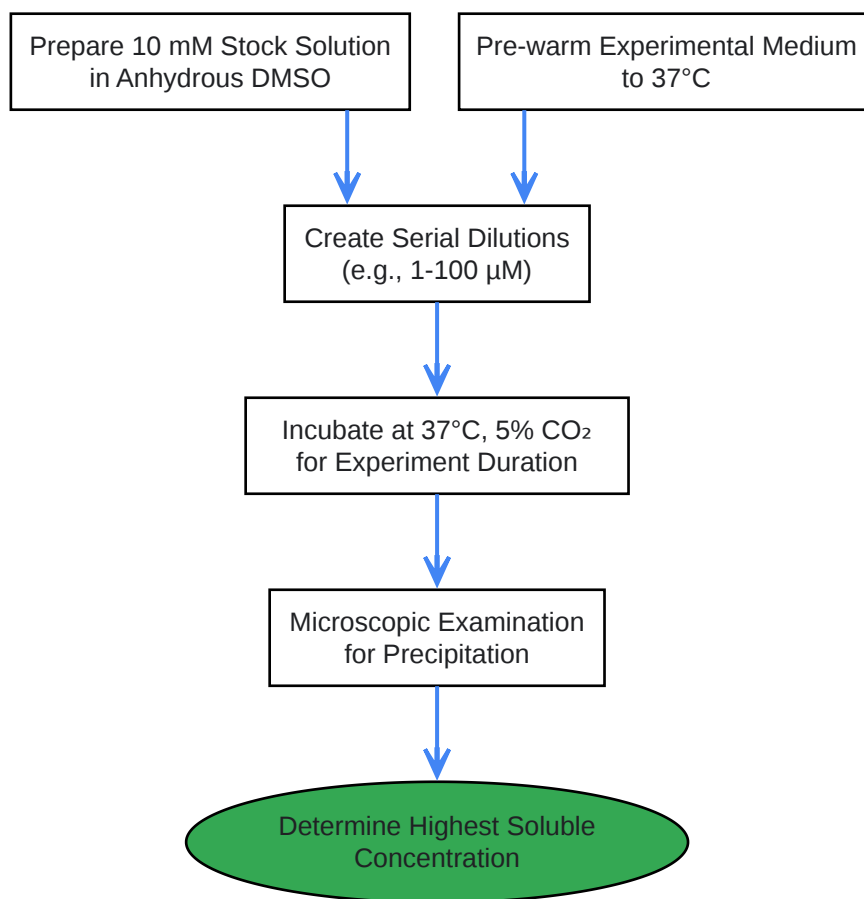 Prepare 10 mM Stock Solution
in Anhydrous DMSO
Pre-warm Experimental Medium
to 37°C
Create Serial Dilutions
(e.g., 1-100 µM)
Incubate at 37°C, 5% CO₂
for Experiment Duration
Microscopic Examination
for Precipitation
Determine Highest Soluble
Concentration